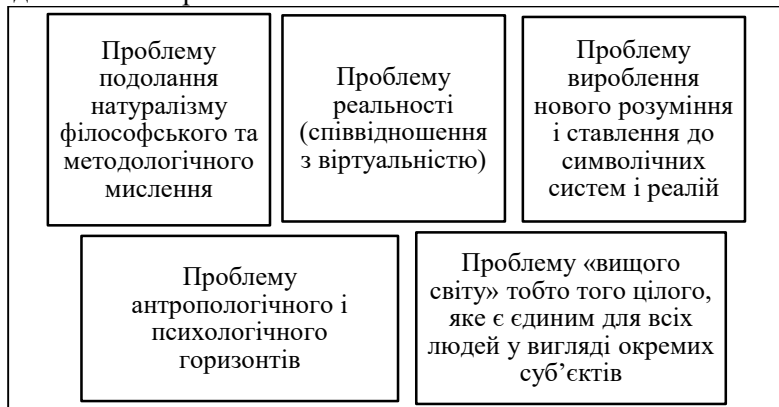 Проблему
подолання
натуралізму
філософського та
методологічного
мислення
Проблему
реальності
(співвідношення
з віртуальністю)
Проблему
вироблення
нового розуміння
і ставлення до
символічних
систем і реалій
Проблему
антропологічного і
психологічного
горизонтів
Проблему «вищого
світу» тобто того цілого,
яке є єдиним для всіх
людей у вигляді окремих
суб’єктів